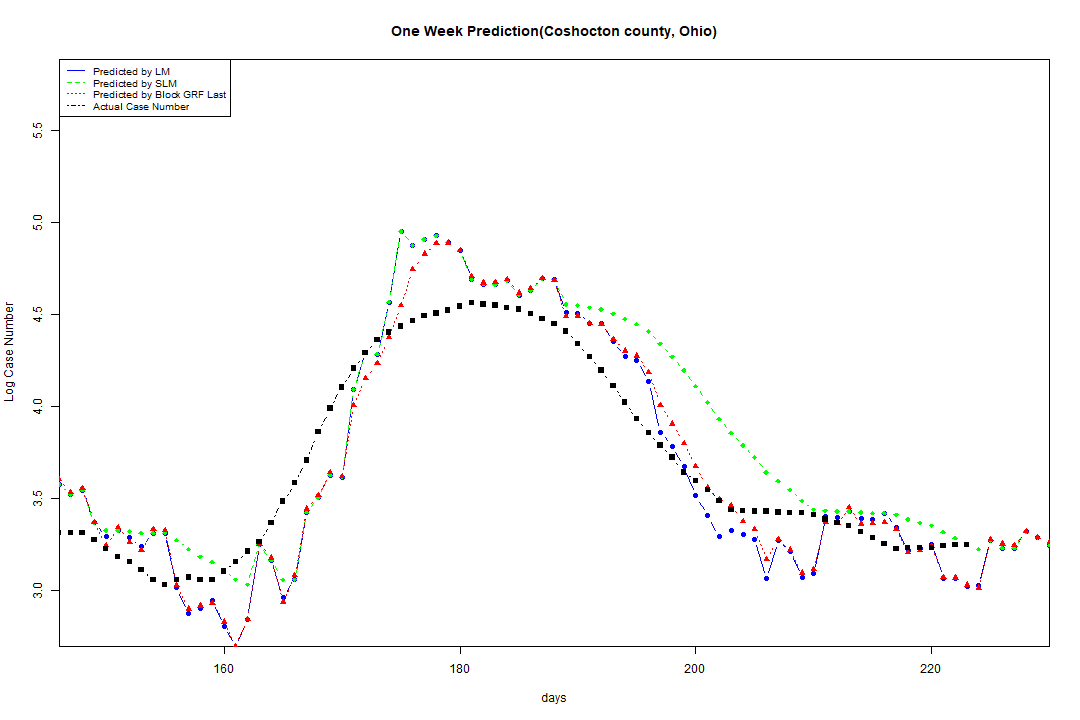 One Week Prediction(Coshocton county, Ohio)
Predicted by LM
Predicted by SLM
Predicted by Block GRF Last
Actual Case Number
5.5
5.0
4.5
4.0
3.5
3.0
Log Case Number
160 180 200 220
days